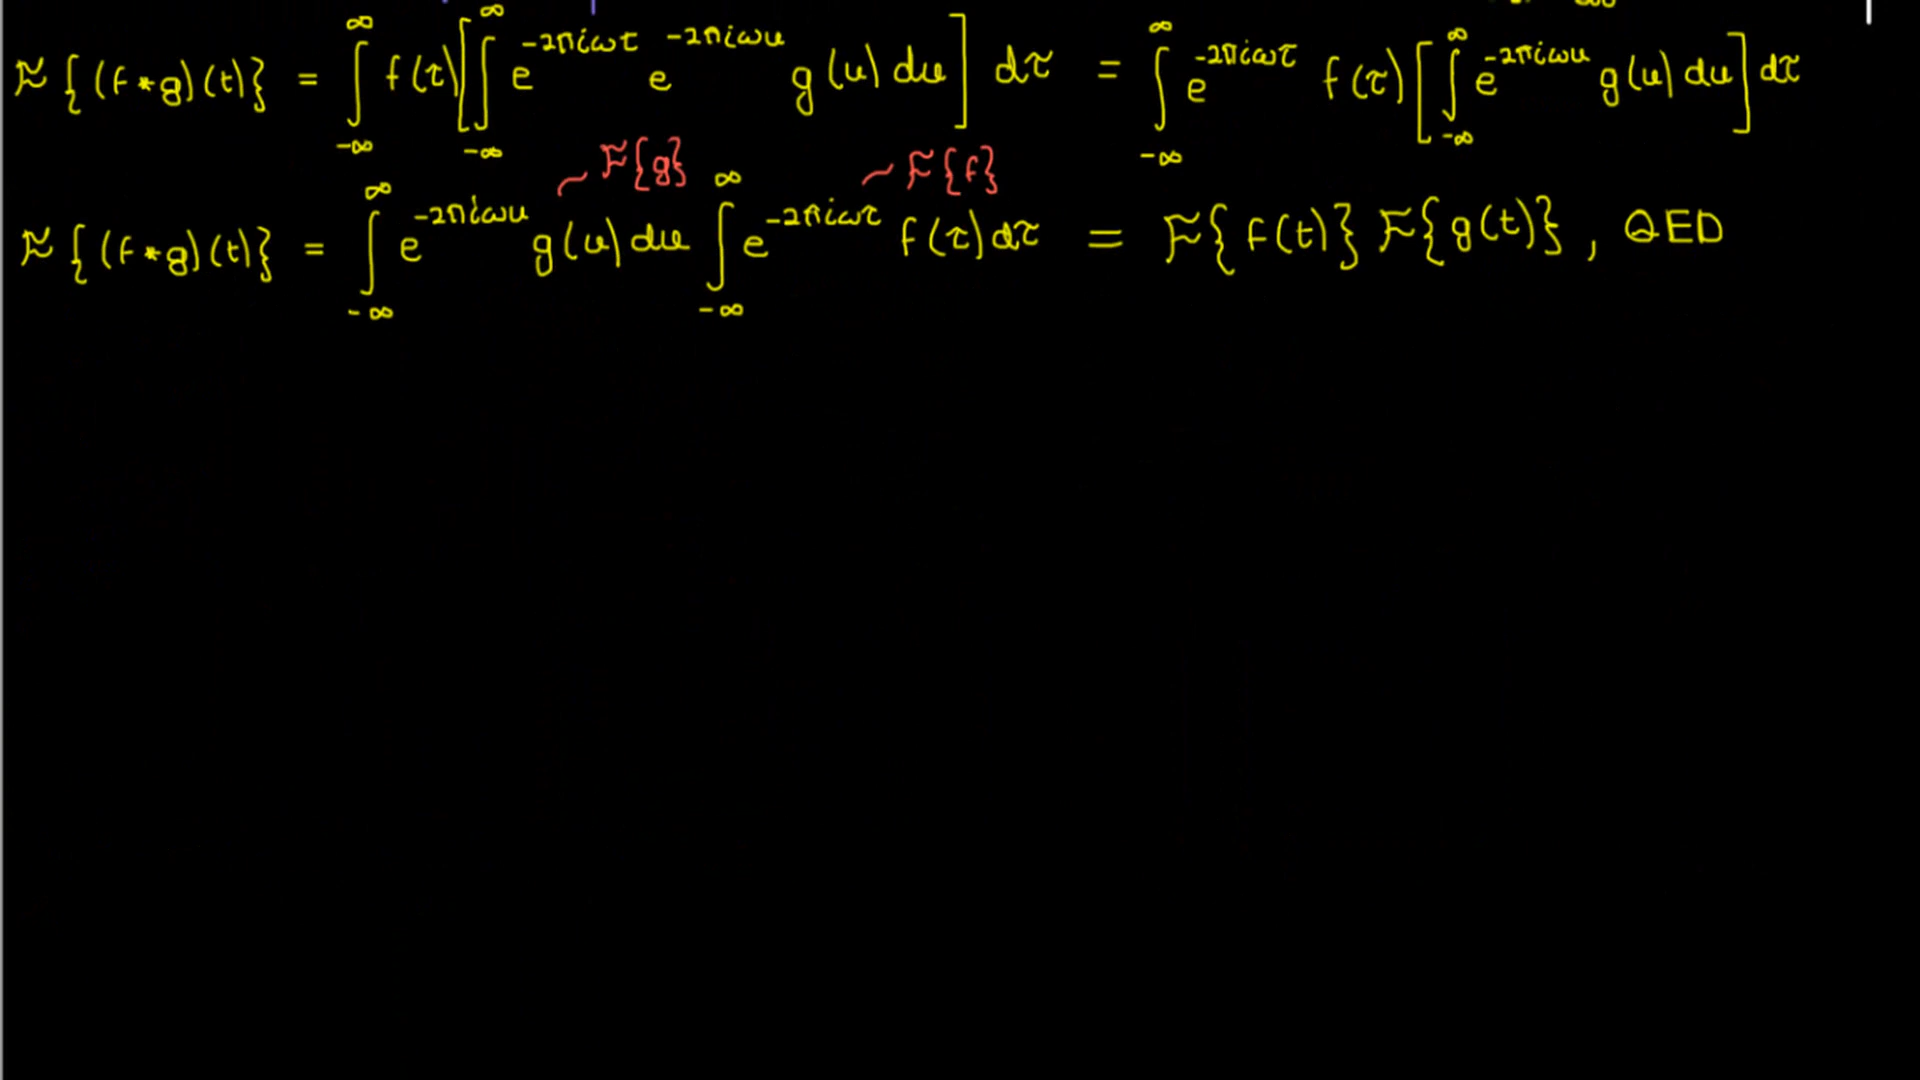 F{(f*g)(t)} = ∫_{-∞}^{∞} f(τ)[∫_{-∞}^{∞} e^{-2πiωτ} e^{-2πiωu} g(u) du] dτ = ∫_{-∞}^{∞} e^{-2πiωτ} f(τ)[∫_{-∞}^{∞} e^{-2πiωu} g(u) du] dτ
~ F{g} ~ F{f}
F{(f*g)(t)} = ∫_{-∞}^{∞} e^{-2πiωu} g(u) du ∫_{-∞}^{∞} e^{-2πiωτ} f(τ) dτ = F{f(t)} F{g(t)}, QED